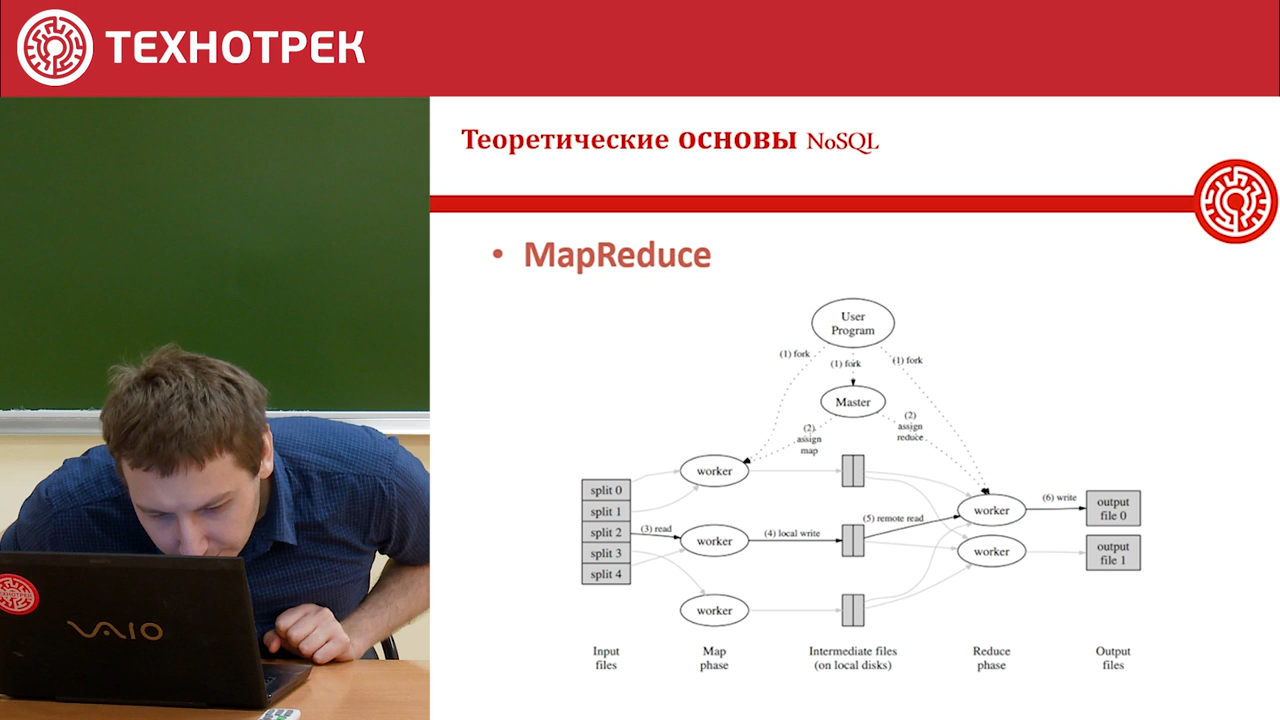 ТЕХНОТРЕК
Теоретические основы NoSQL
• MapReduce
User
Program
(1) fork
(1) fork
(1) fork
Master
(2)
assign
map
(2)
assign
reduce
worker
split 0
split 1
split 2
split 3
split 4
(3) read
worker
(4) local write
(5) remote read
worker
(6) write
output
file 0
worker
output
file 1
worker
VAIO
Input
files
Map
phase
Intermediate files
(on local disks)
Reduce
phase
Output
files